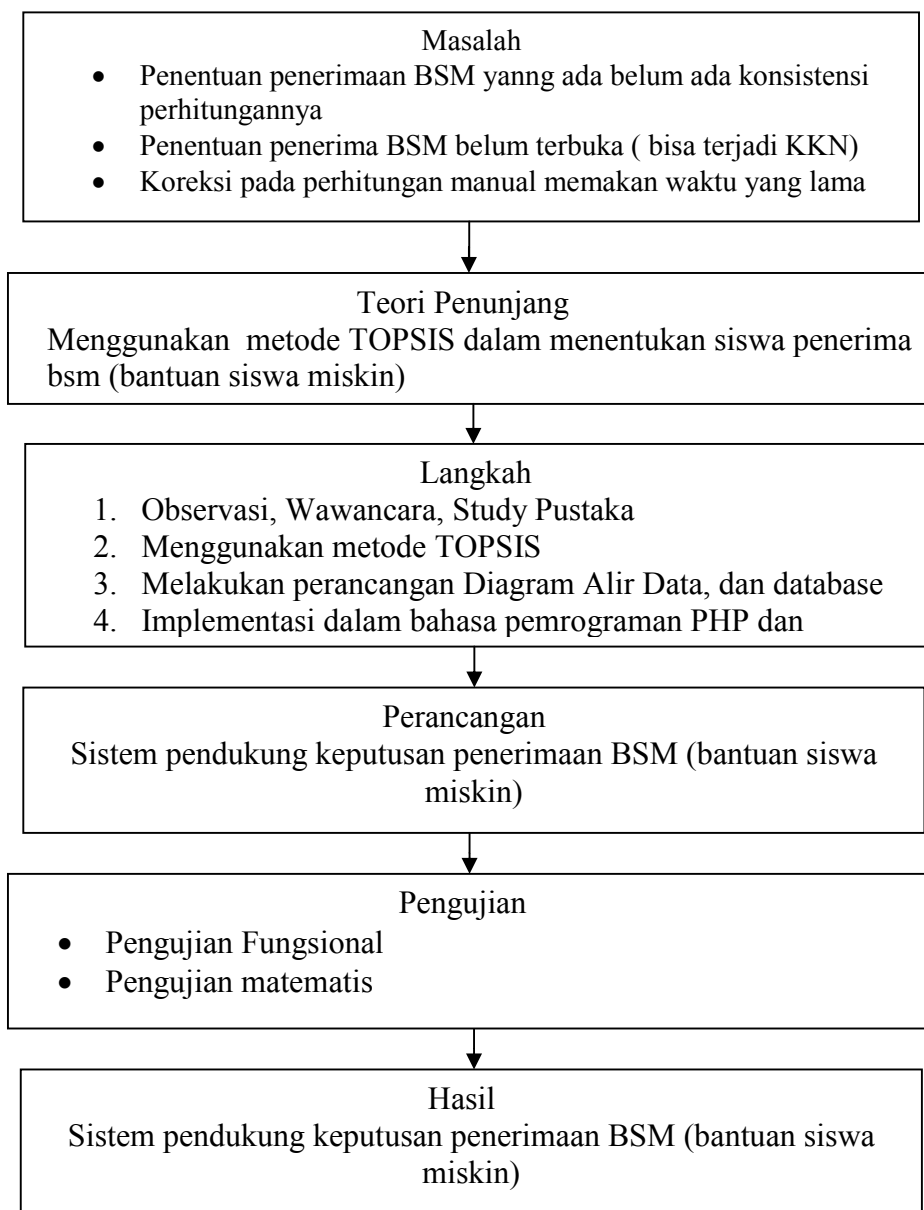 Masalah
• Penentuan penerimaan BSM yanng ada belum ada konsistensi
perhitungannya
• Penentuan penerima BSM belum terbuka ( bisa terjadi KKN)
• Koreksi pada perhitungan manual memakan waktu yang lama
Teori Penunjang
Menggunakan metode TOPSIS dalam menentukan siswa penerima
bsm (bantuan siswa miskin)
Langkah
1. Observasi, Wawancara, Study Pustaka
2. Menggunakan metode TOPSIS
3. Melakukan perancangan Diagram Alir Data, dan database
4. Implementasi dalam bahasa pemrograman PHP dan
Perancangan
Sistem pendukung keputusan penerimaan BSM (bantuan siswa
miskin)
Pengujian
• Pengujian Fungsional
• Pengujian matematis
Hasil
Sistem pendukung keputusan penerimaan BSM (bantuan siswa
miskin)